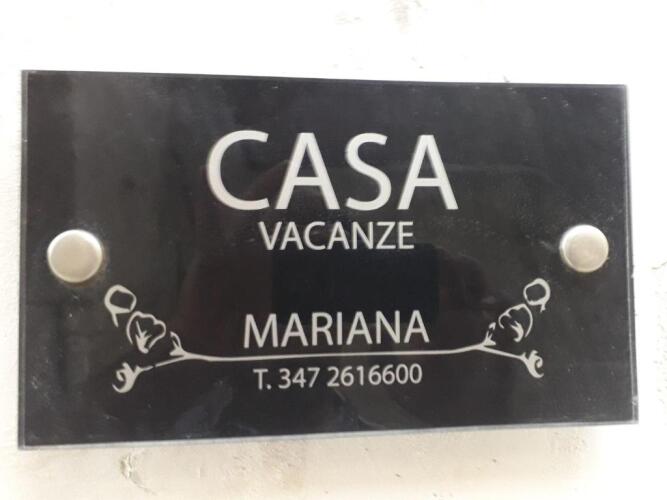 CASA
VACANZE
MARIANA
T. 347 2616600